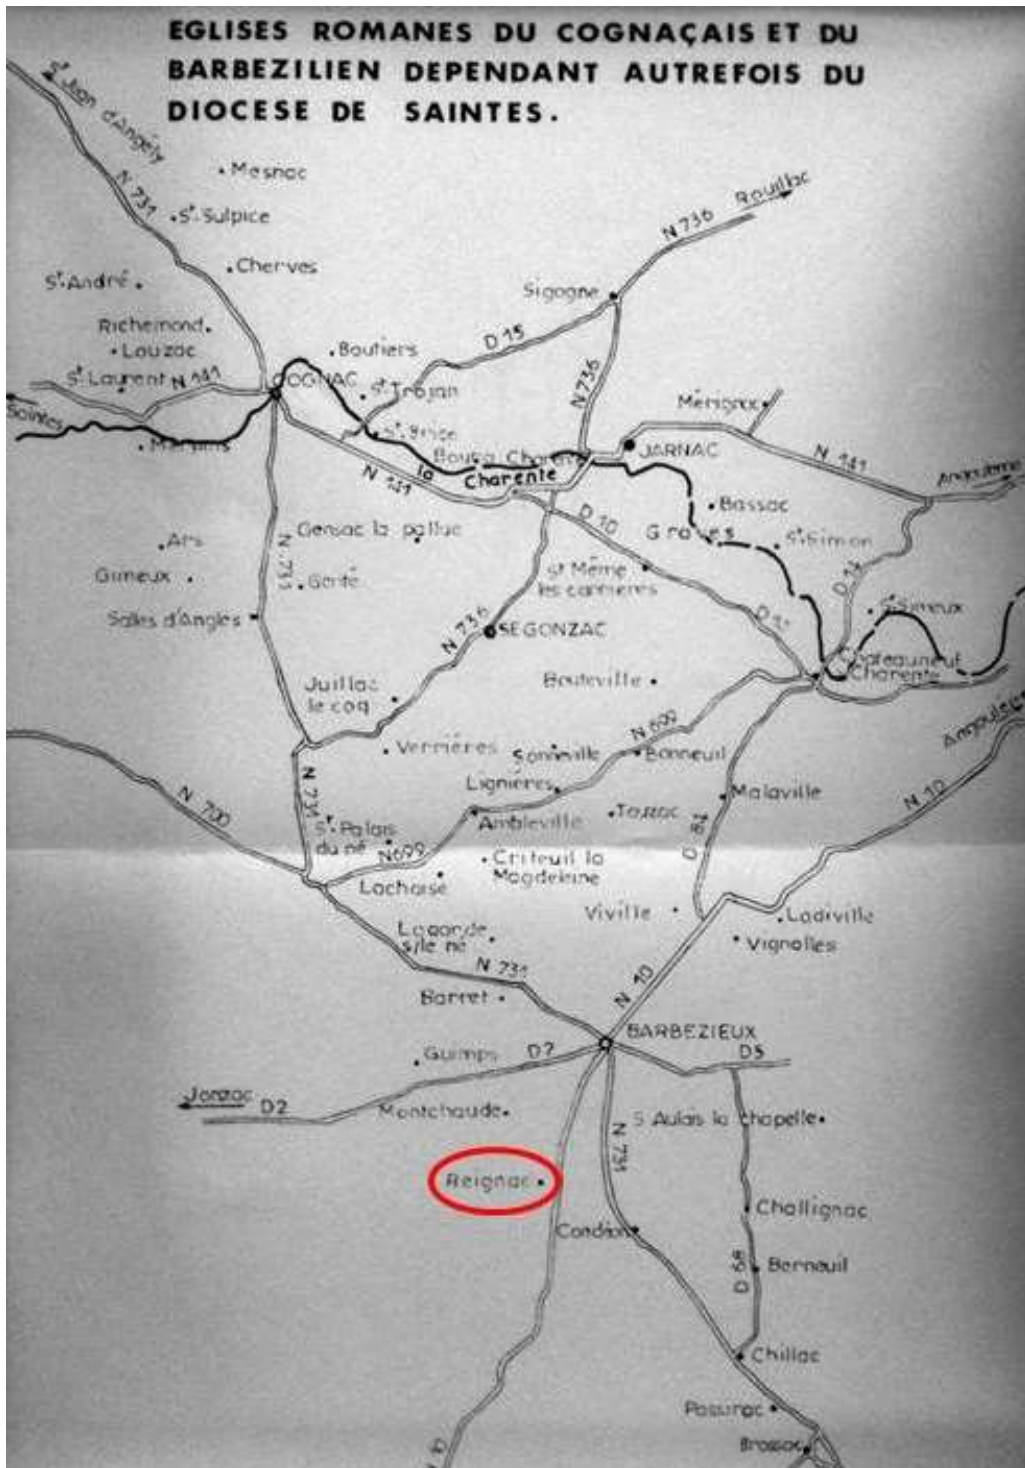 EGLISES ROMANES DU COGNAÇAIS ET DU
BARBEZILIEN DEPENDANT AUTREFOIS DU
DIOCESE DE SAINTES.
St Jean d'Angély
Mesnac
N 731
St Sulpice
Rouillac
N 736
Cherves
St André
Sigogne
Richemond
Louzac
Boutiers
D 15
St Laurent
N 141
COGNAC
St Trojan
N 736
Mérignac
Saintes
St Brice
Bourg Charente
JARNAC
N 141
Angoulême
N 141
la Charente
Bassac
D 10
Gensac la pallue
Graves
St Simon
Ars
N 731
Gimeux
Genté
St Même
les carrières
D 14
St Simeux
Salles d'Angles
N 736
SEGONZAC
Chateauneuf
Charente
Juillac
le coq
Bouteville
Angoulême
N 699
Verrières
Sonneville
Bonneuil
N 731
Lignières
Malaville
N 10
N 700
Ambleville
D 84
St Palais
du né
N699
Criteuil la
Magdeleine
Lachaise
Viville
Ladiville
Lagarde
s/le né
Vignolles
N 731
N 10
Barret
BARBEZIEUX
Guimps
D7
D5
Jonzac
D2
Montchaude
S Aulais la chapelle
N 731
Reignac
Challignac
Condéon
D 68
Berneuil
Chillac
Passirac
Brossac